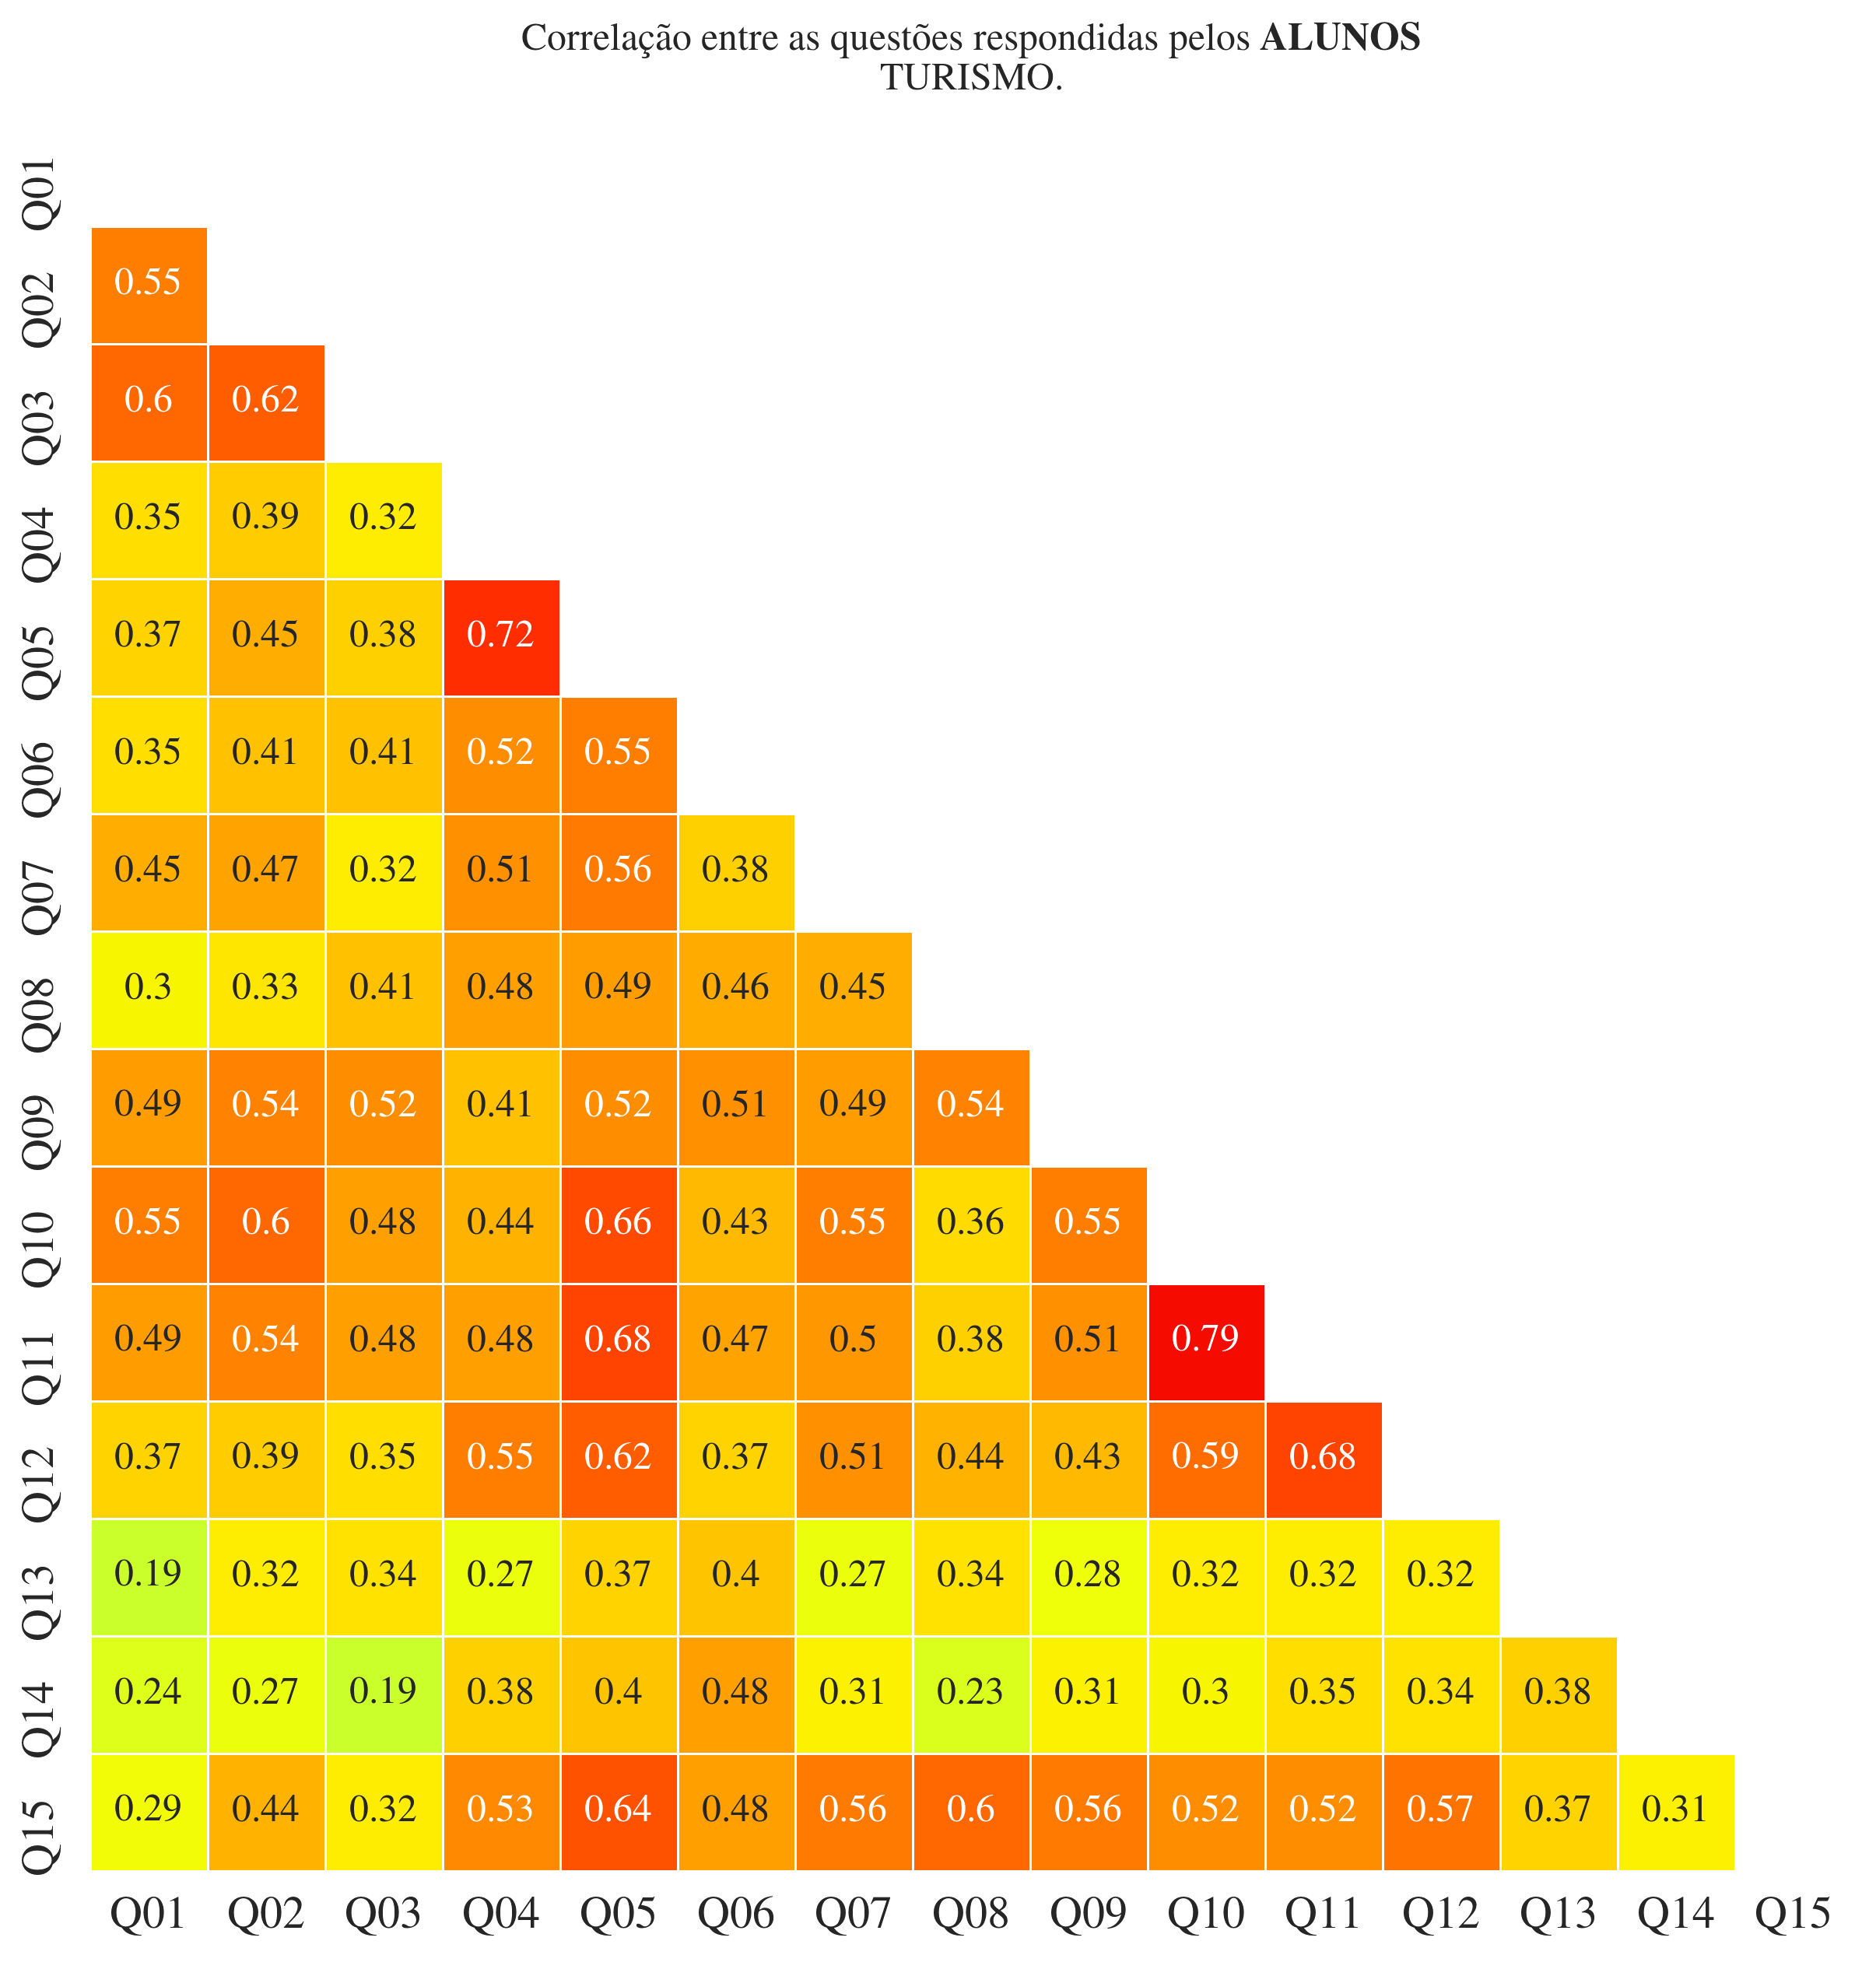 Correlação entre as questões respondidas pelos ALUNOS
TURISMO.
Q01
Q02 0.55
Q03 0.6 0.62
Q04 0.35 0.39 0.32
Q05 0.37 0.45 0.38 0.72
Q06 0.35 0.41 0.41 0.52 0.55
Q07 0.45 0.47 0.32 0.51 0.56 0.38
Q08 0.3 0.33 0.41 0.48 0.49 0.46 0.45
Q09 0.49 0.54 0.52 0.41 0.52 0.51 0.49 0.54
Q10 0.55 0.6 0.48 0.44 0.66 0.43 0.55 0.36 0.55
Q11 0.49 0.54 0.48 0.48 0.68 0.47 0.5 0.38 0.51 0.79
Q12 0.37 0.39 0.35 0.55 0.62 0.37 0.51 0.44 0.43 0.59 0.68
Q13 0.19 0.32 0.34 0.27 0.37 0.4 0.27 0.34 0.28 0.32 0.32 0.32
Q14 0.24 0.27 0.19 0.38 0.4 0.48 0.31 0.23 0.31 0.3 0.35 0.34 0.38
Q15 0.29 0.44 0.32 0.53 0.64 0.48 0.56 0.6 0.56 0.52 0.52 0.57 0.37 0.31
Q01 Q02 Q03 Q04 Q05 Q06 Q07 Q08 Q09 Q10 Q11 Q12 Q13 Q14 Q15